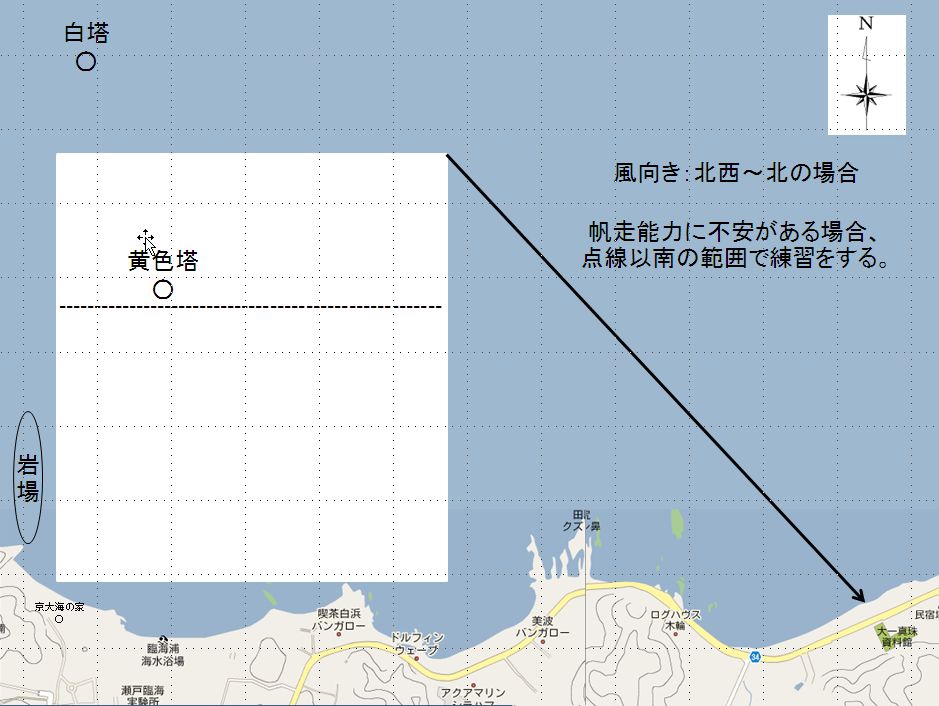 白塔
N
風向き：北西～北の場合
帆走能力に不安がある場合、
点線以南の範囲で練習をする。
黄色塔
岩場
田尻
クズレ鼻
京大海の家
喫茶白浜
バンガロー
ドルフィン
ウェーブ
美波
バンガロー
ログハウス
木輪
民宿
大一真珠
資料館
34
臨海浦
海水浴場
瀬戸臨海
実験所
アクアマリン